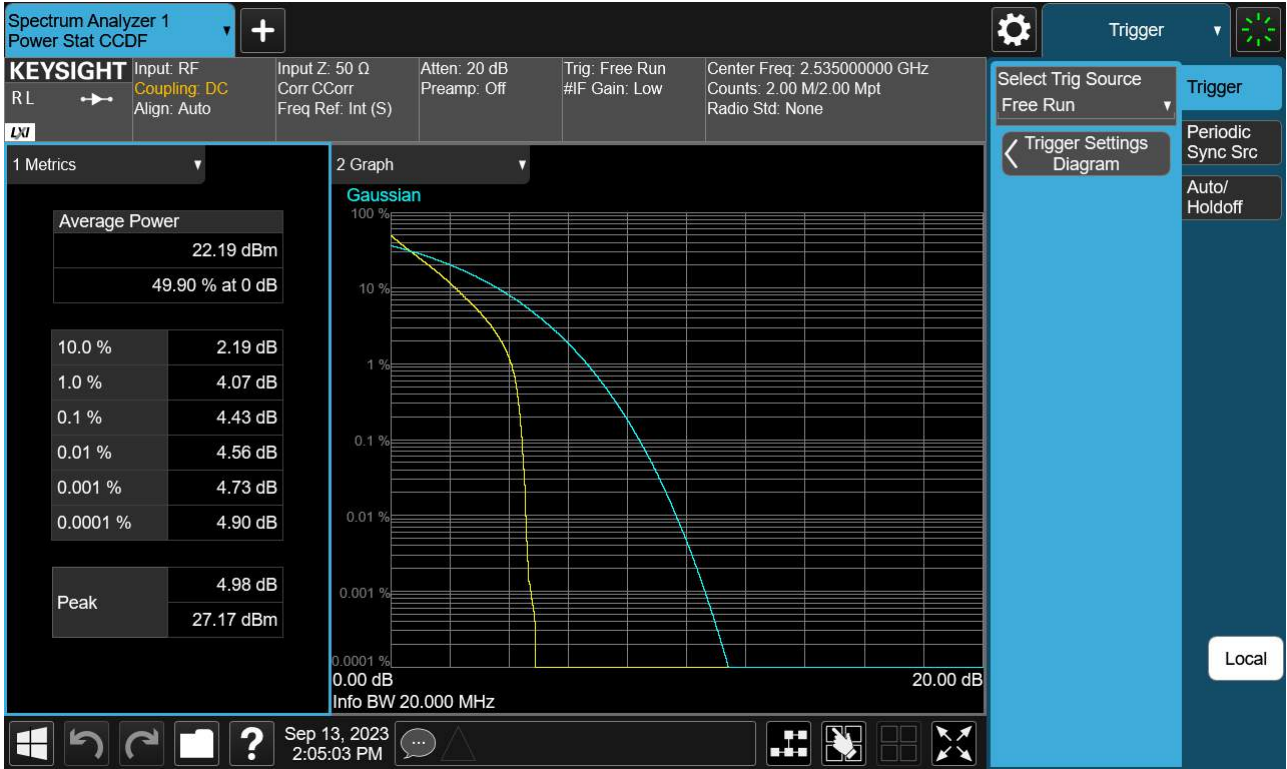 Spectrum Analyzer 1
Power Stat CCDF
+
Trigger
KEYSIGHT
R L
LXI
Input: RF
Coupling: DC
Align: Auto
Input Z: 50 Ω
Corr CCorr
Freq Ref: Int (S)
Atten: 20 dB
Preamp: Off
Trig: Free Run
#IF Gain: Low
Center Freq: 2.535000000 GHz
Counts: 2.00 M/2.00 Mpt
Radio Std: None
Select Trig Source
Free Run
Trigger Settings
Diagram
Trigger
Periodic
Sync Src
Auto/
Holdoff
1 Metrics
Average Power
22.19 dBm
49.90 % at 0 dB
10.0 % 2.19 dB
1.0 % 4.07 dB
0.1 % 4.43 dB
0.01 % 4.56 dB
0.001 % 4.73 dB
0.0001 % 4.90 dB
Peak
4.98 dB
27.17 dBm
2 Graph
Gaussian
100 %
10 %
1 %
0.1 %
0.01 %
0.001 %
0.0001 %
0.00 dB 20.00 dB
Info BW 20.000 MHz
Local
?
Sep 13, 2023
2:05:03 PM